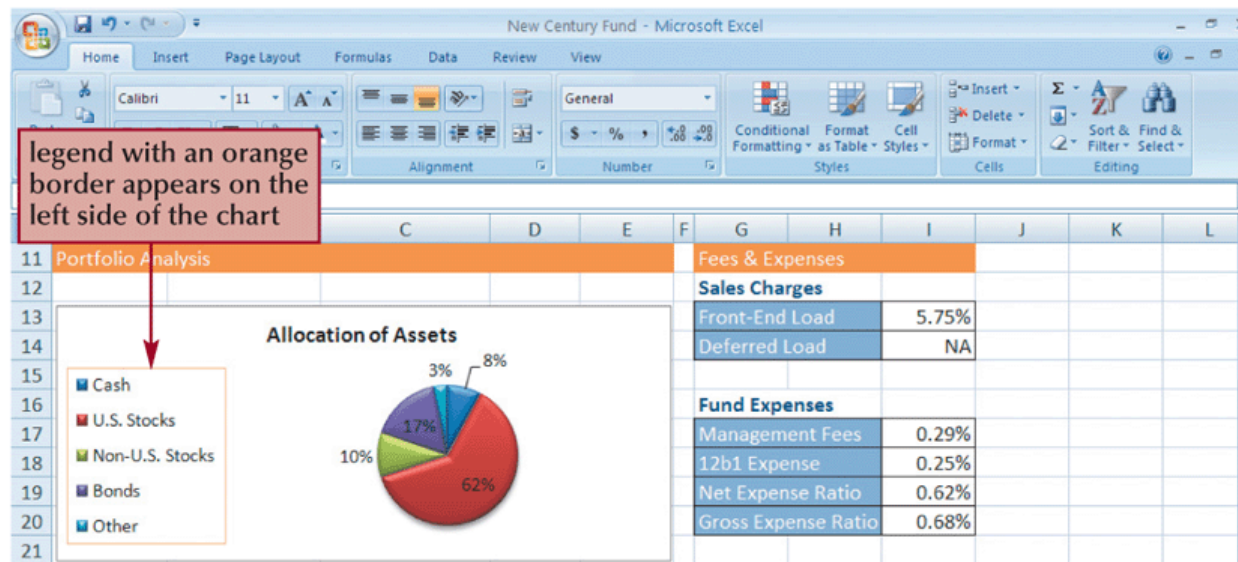 New Century Fund - Microsoft Excel
Home Insert Page Layout Formulas Data Review View
Calibri 11 General
$ % , .0 .00 .00 .0
Conditional Formatting Format as Table Cell Styles
Insert
Delete
Format
Σ
Sort & Filter Find & Select
Alignment Number Styles Cells Editing
legend with an orange
border appears on the
left side of the chart
C D E F G H I J K L
11 Portfolio Analysis Fees & Expenses
12 Sales Charges
13 Front-End Load 5.75%
14 Deferred Load NA
15
16 Fund Expenses
17 Management Fees 0.29%
18 12b1 Expense 0.25%
19 Net Expense Ratio 0.62%
20 Gross Expense Ratio 0.68%
21
Allocation of Assets
3% 8%
17%
10%
62%
Cash
U.S. Stocks
Non-U.S. Stocks
Bonds
Other